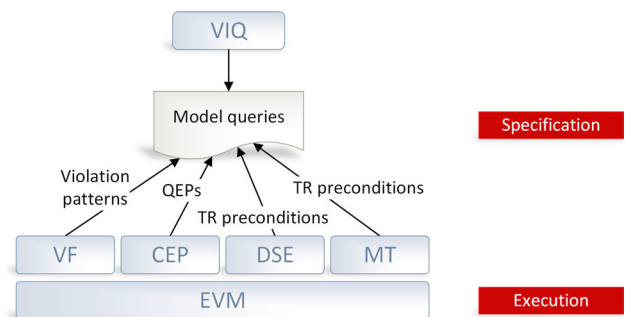 VIQ
Model queries
Specification
Violation
patterns
QEPs
TR preconditions
TR preconditions
VF
CEP
DSE
MT
EVM
Execution